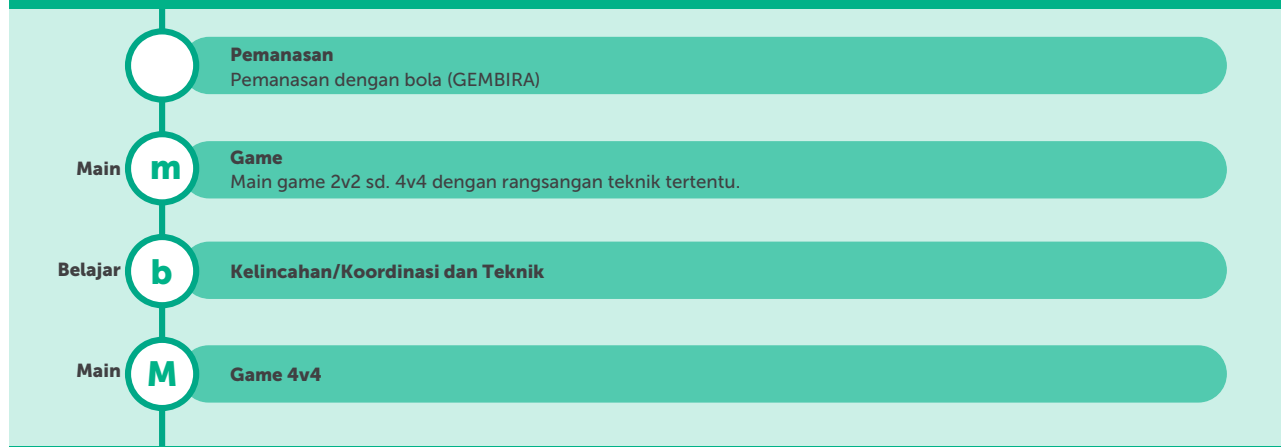 Pemanasan
Pemanasan dengan bola (GEMBIRA)
Main
m
Game
Main game 2v2 sd. 4v4 dengan rangsangan teknik tertentu.
Belajar
b
Kelincahan/Koordinasi dan Teknik
Main
M
Game 4v4